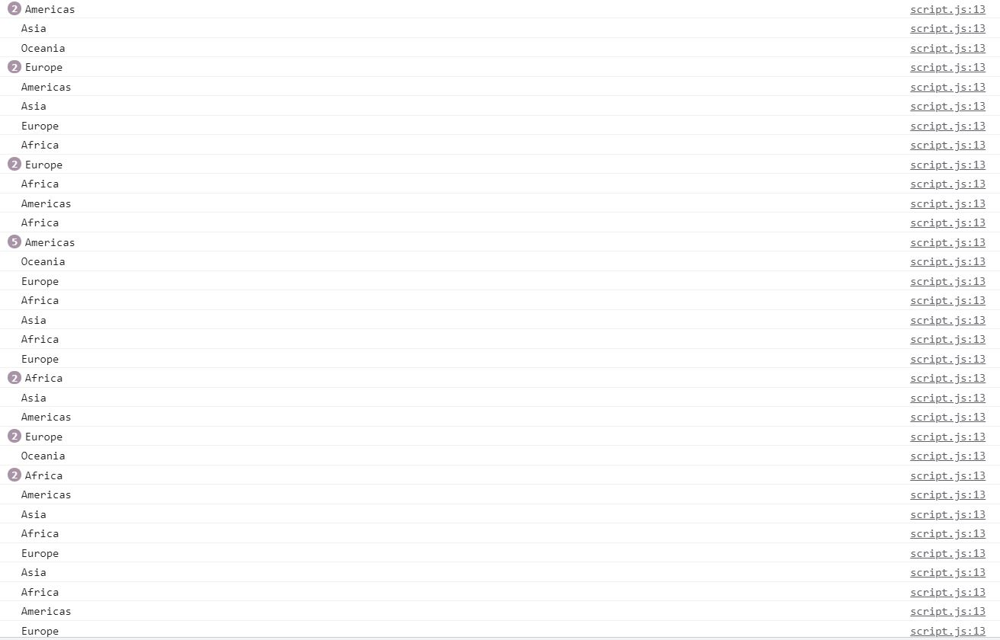 2 Americas script.js:13
Asia script.js:13
Oceania script.js:13
2 Europe script.js:13
Americas script.js:13
Asia script.js:13
Europe script.js:13
Africa script.js:13
2 Europe script.js:13
Africa script.js:13
Americas script.js:13
Africa script.js:13
5 Americas script.js:13
Oceania script.js:13
Europe script.js:13
Africa script.js:13
Asia script.js:13
Africa script.js:13
Europe script.js:13
2 Africa script.js:13
Asia script.js:13
Americas script.js:13
2 Europe script.js:13
Oceania script.js:13
2 Africa script.js:13
Americas script.js:13
Asia script.js:13
Africa script.js:13
Europe script.js:13
Asia script.js:13
Africa script.js:13
Americas script.js:13
Europe script.js:13